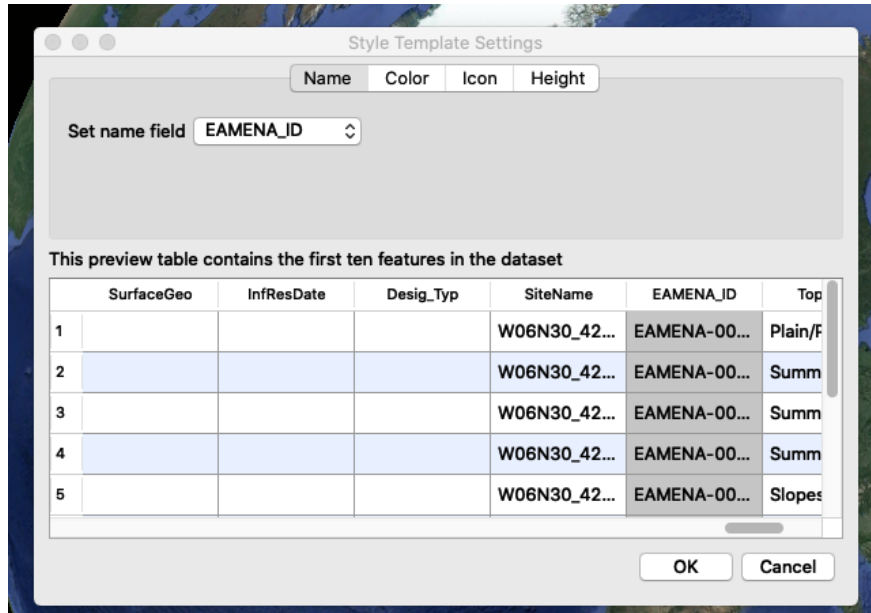 Style Template Settings
Name Color Icon Height
Set name field EAMENA_ID
This preview table contains the first ten features in the dataset
SurfaceGeo InfResDate Desig_Typ SiteName EAMENA_ID Top
1 W06N30_42... EAMENA-00... Plain/P
2 W06N30_42... EAMENA-00... Summ
3 W06N30_42... EAMENA-00... Summ
4 W06N30_42... EAMENA-00... Summ
5 W06N30_42... EAMENA-00... Slopes
OK Cancel